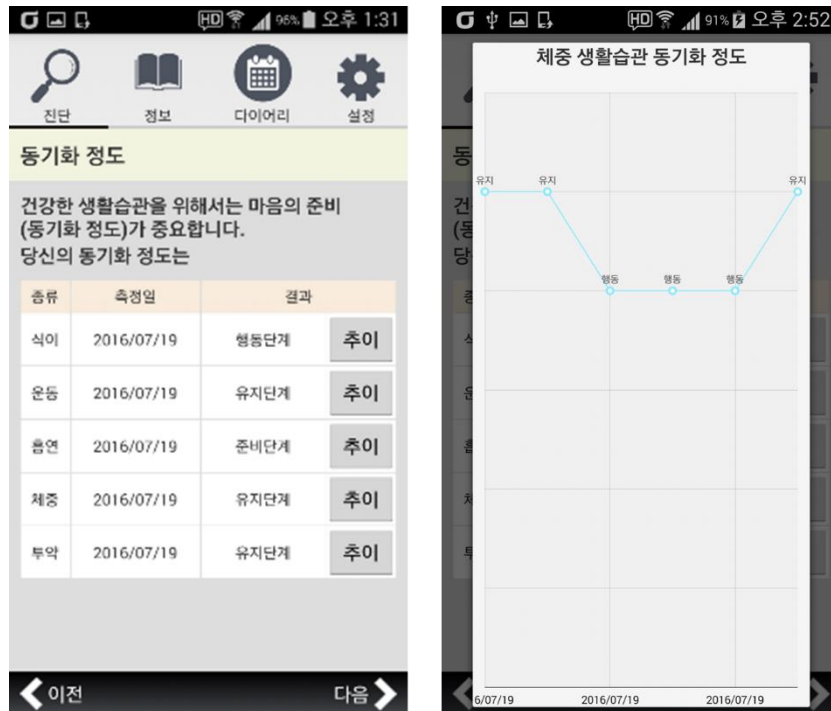 HD 96% 오후 1:31
진단 정보 다이어리 설정
동기화 정도
건강한 생활습관을 위해서는 마음의 준비
(동기화 정도)가 중요합니다.
당신의 동기화 정도는
종류 측정일 결과
식이 2016/07/19 행동단계 추이
운동 2016/07/19 유지단계 추이
흡연 2016/07/19 준비단계 추이
체중 2016/07/19 유지단계 추이
투약 2016/07/19 유지단계 추이
이전 다음
HD 91% 오후 2:52
체중 생활습관 동기화 정도
동
유지 유지 유지
건
(동
당
행동 행동 행동
6/07/19 2016/07/19 2016/07/19